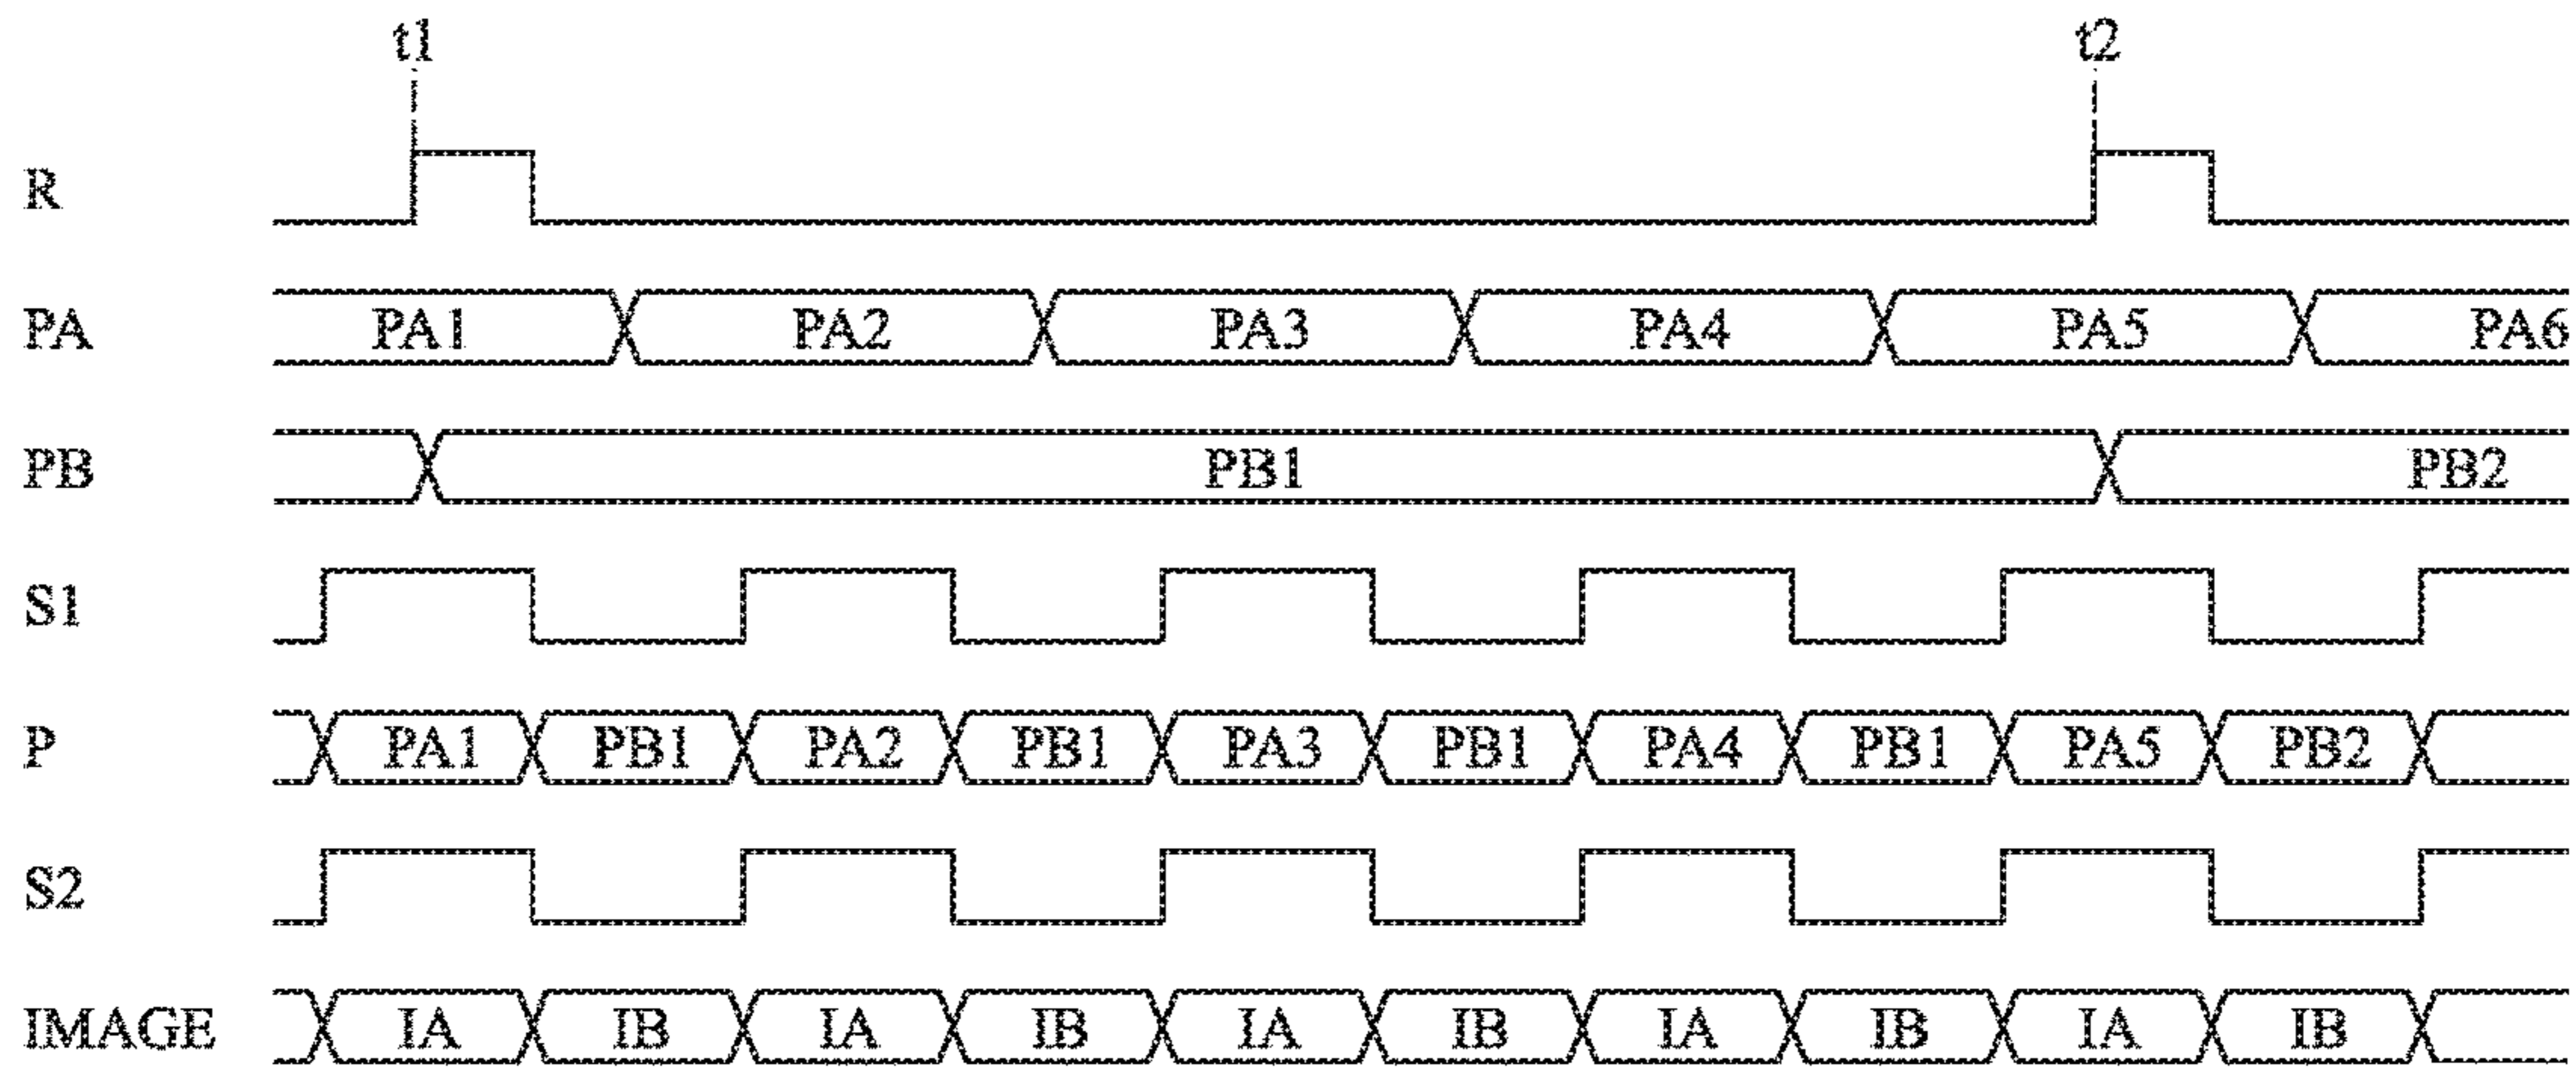 t1 t2
R
PA PA1 PA2 PA3 PA4 PA5 PA6
PB PB1 PB2
S1
P PA1 PB1 PA2 PB1 PA3 PB1 PA4 PB1 PA5 PB2
S2
IMAGE IA IB IA IB IA IB IA IB IA IB